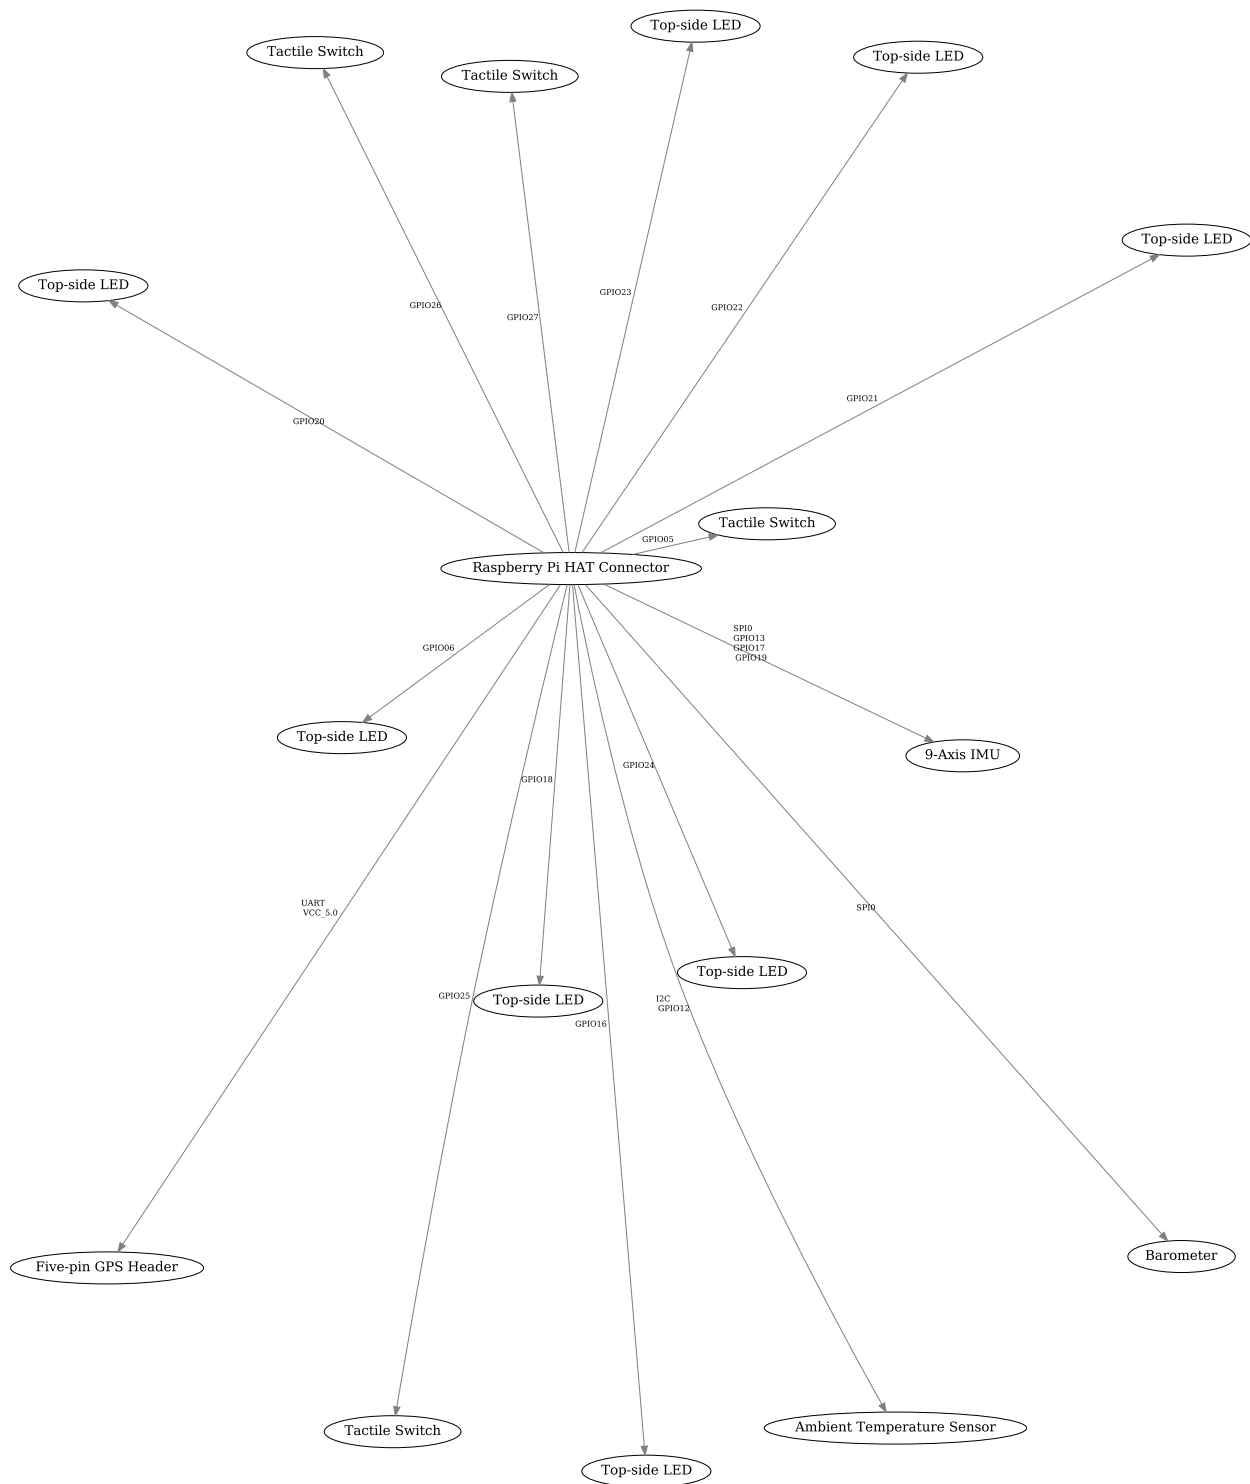 Top-side LED
Tactile Switch
Top-side LED
Tactile Switch
Top-side LED
Top-side LED
GPIO23
GPIO26
GPIO22
GPIO27
GPIO21
GPIO20
Tactile Switch
GPIO05
Raspberry Pi HAT Connector
SPI0
GPIO13
GPIO17
GPIO19
GPIO06
Top-side LED
9-Axis IMU
GPIO24
GPIO18
UART
VCC_5.0
SPI0
Top-side LED
GPIO25
Top-side LED
I2C
GPIO12
GPIO16
Barometer
Five-pin GPS Header
Ambient Temperature Sensor
Tactile Switch
Top-side LED